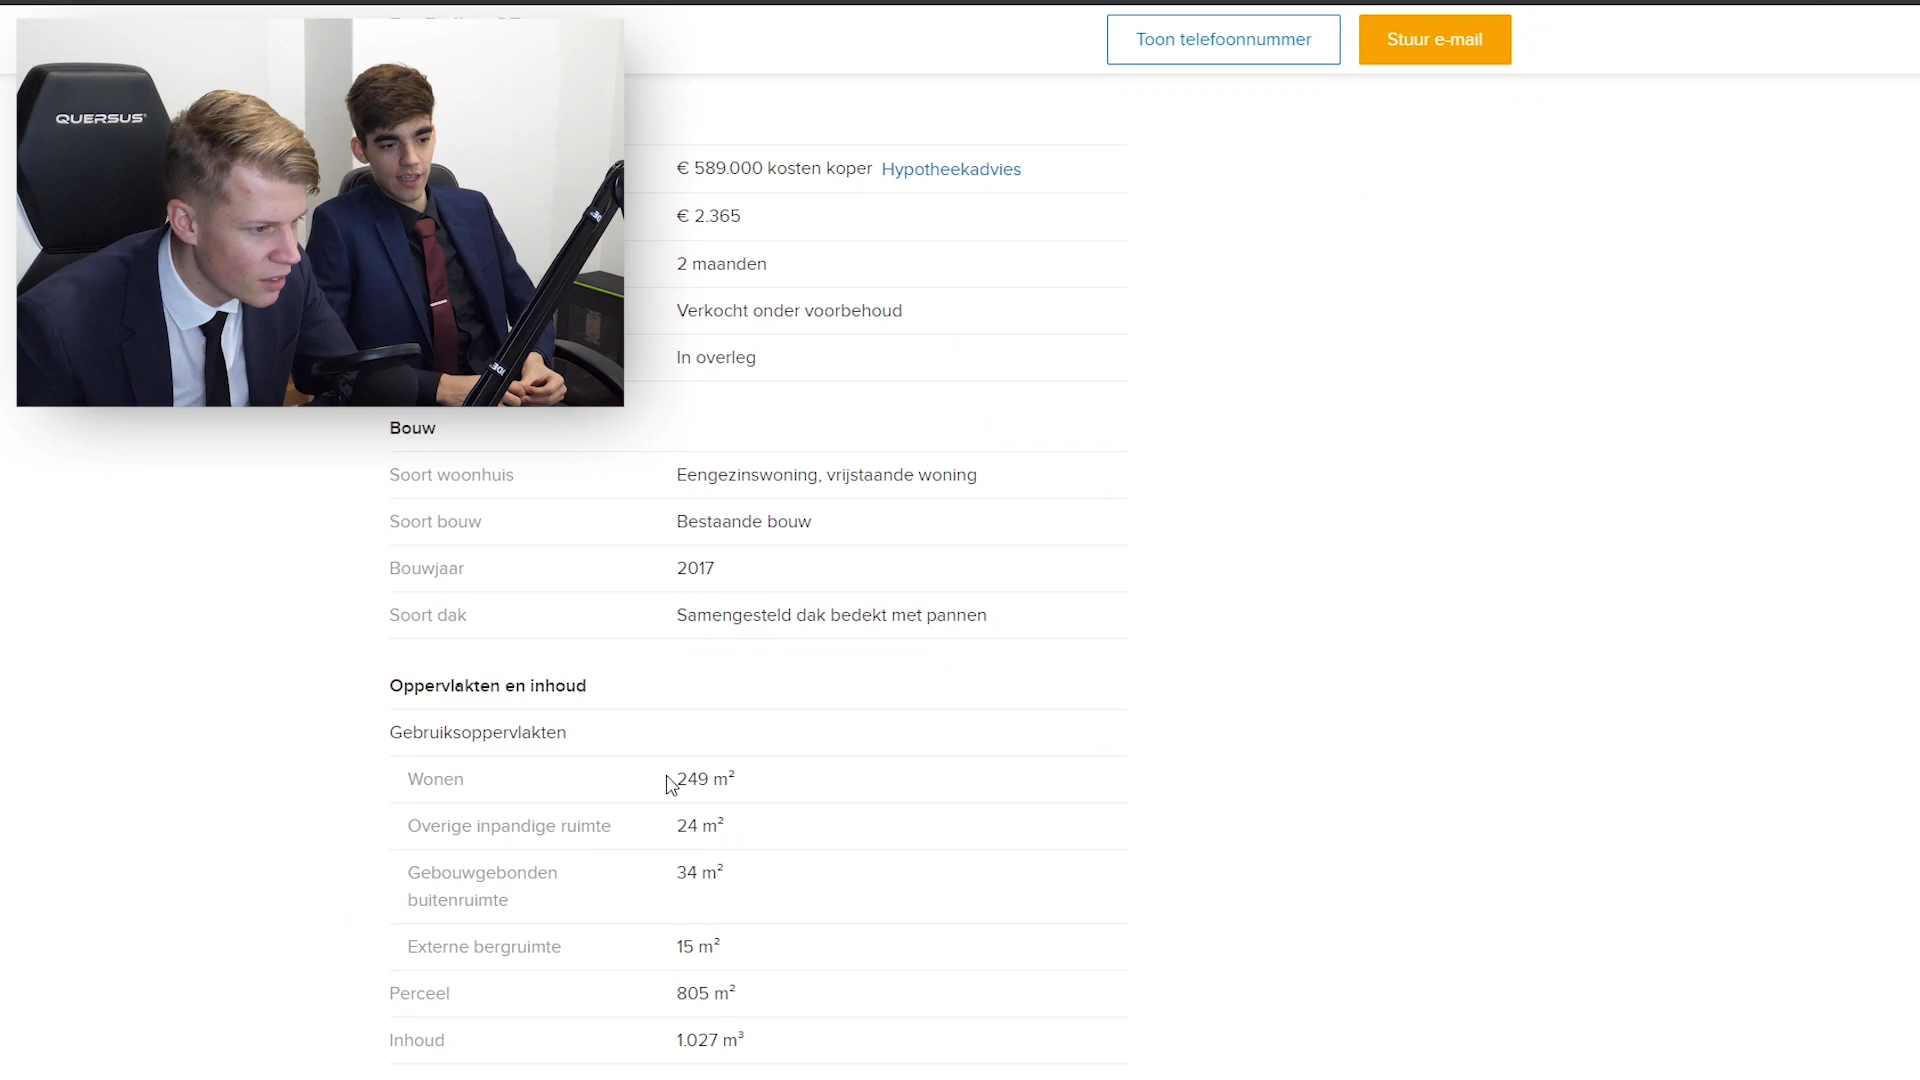 Toon telefoonnummer
Stuur e-mail
QUERSUS
€ 589.000 kosten koper Hypotheekadvies
€ 2.365
2 maanden
Verkocht onder voorbehoud
In overleg
Bouw
Soort woonhuis Eengezinswoning, vrijstaande woning
Soort bouw Bestaande bouw
Bouwjaar 2017
Soort dak Samengesteld dak bedekt met pannen
Oppervlakten en inhoud
Gebruiksoppervlakten
Wonen 249 m²
Overige inpandige ruimte 24 m²
Gebouwgebonden 34 m²
buitenruimte
Externe bergruimte 15 m²
Perceel 805 m²
Inhoud 1.027 m³